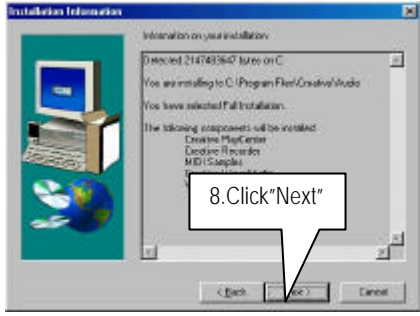 Installation Information
Information on your installation:
Detected 2147483647 bytes on C
You are installing to C:\Program Files\Creative\Audio
You have selected Full Installation.
The following components will be installed
Creative PlayCenter
Creative Recorder
MIDI Samples
8.Click"Next"
< Back
Cancel